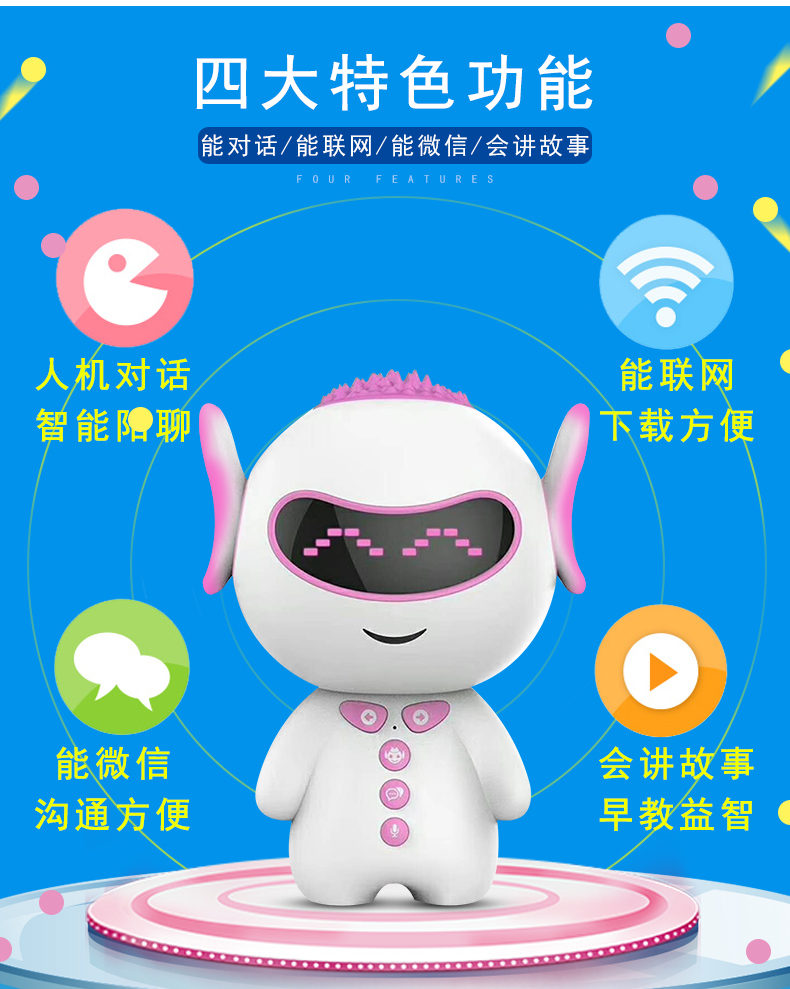 四大特色功能
能对话/能联网/能微信/会讲故事
FOUR FEATURES
人机对话
智能陪聊
能联网
下载方便
能微信
沟通方便
会讲故事
早教益智